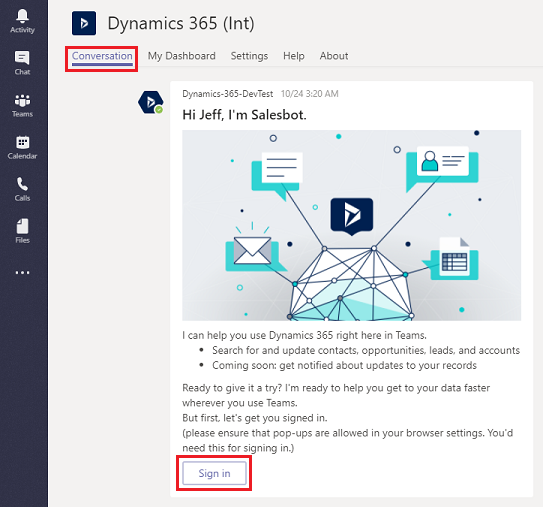 Activity
Chat
Teams
Calendar
Calls
Files
Dynamics 365 (Int)
Conversation My Dashboard Settings Help About
Dynamics-365-DevTest 10/24 3:20 AM
Hi Jeff, I'm Salesbot.
I can help you use Dynamics 365 right here in Teams.
• Search for and update contacts, opportunities, leads, and accounts
• Coming soon: get notified about updates to your records
Ready to give it a try? I'm ready to help you get to your data faster
wherever you use Teams.
But first, let's get you signed in.
(please ensure that pop-ups are allowed in your browser settings. You'd
need this for signing in.)
Sign in